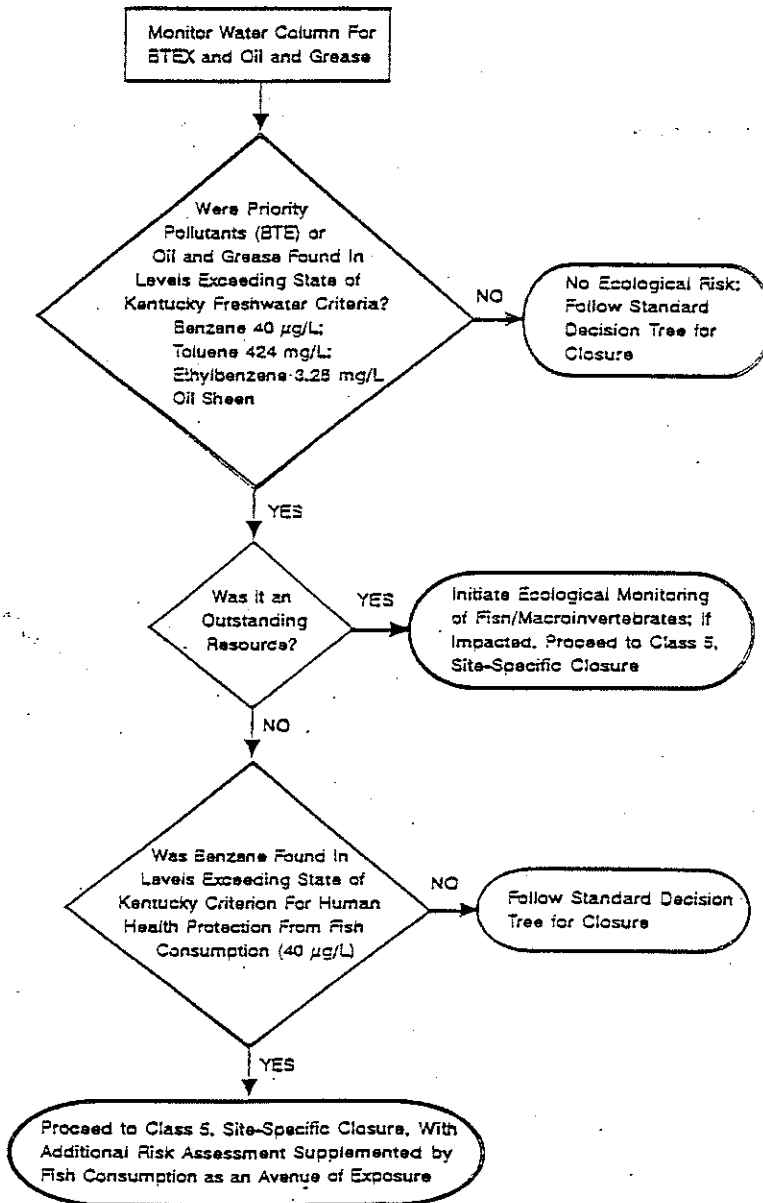 Monitor Water Column For
BTEX and Oil and Grease
Were Priority
Pollutants (BTE) or
Oil and Grease Found In
Levels Exceeding State of
Kentucky Freshwater Criteria?
Benzene 40 µg/L;
Toluene 424 mg/L;
Ethylbenzene 3.28 mg/L
Oil Sheen
NO
No Ecological Risk;
Follow Standard
Decision Tree for
Closure
YES
Was it an
Outstanding
Resource?
YES
Initiate Ecological Monitoring
of Fish/Macroinvertebrates; If
Impacted, Proceed to Class 5,
Site-Specific Closure
NO
Was Benzene Found In
Levels Exceeding State of
Kentucky Criterion For Human
Health Protection From Fish
Consumption (40 µg/L)
NO
Follow Standard Decision
Tree for Closure
YES
Proceed to Class 5, Site-Specific Closure, With
Additional Risk Assessment Supplemented by
Fish Consumption as an Avenue of Exposure